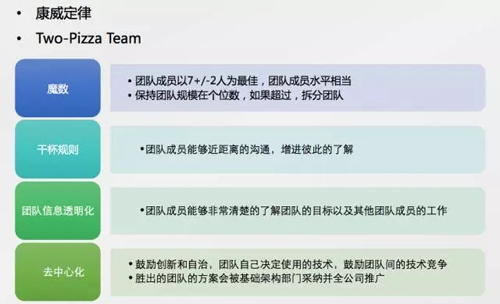 • 康威定律
• Two-Pizza Team
魔数
• 团队成员以7+/-2人为最佳，团队成员水平相当
• 保持团队规模在个位数，如果超过，拆分团队
干杯规则
•团队成员能够近距离的沟通，增进彼此的了解
团队信息透明化
•团队成员能够非常清楚的了解团队的目标以及其他团队成员的工作
去中心化
•鼓励创新和自治，团队自己决定使用的技术，鼓励团队间的技术竞争
•胜出的团队的方案会被基础架构部门采纳并全公司推广